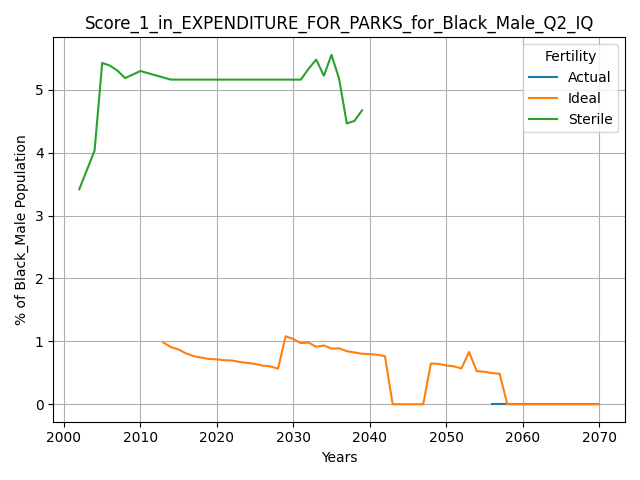 Score_1_in_EXPENDITURE_FOR_PARKS_for_Black_Male_Q2_IQ
Fertility
Actual
Ideal
Sterile
% of Black_Male Population
5
4
3
2
1
0
2000 2010 2020 2030 2040 2050 2060 2070
Years